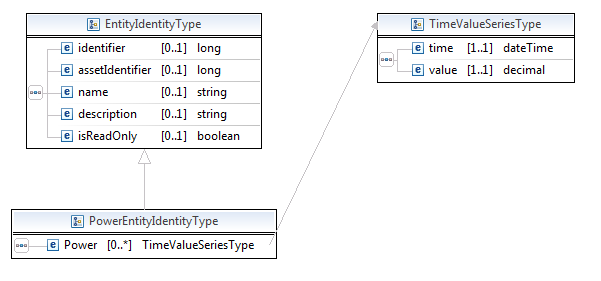 EntityIdentityType
identifier [0..1] long
assetIdentifier [0..1] long
name [0..1] string
description [0..1] string
isReadOnly [0..1] boolean
TimeValueSeriesType
time [1..1] dateTime
value [1..1] decimal
PowerEntityIdentityType
Power [0..*] TimeValueSeriesType